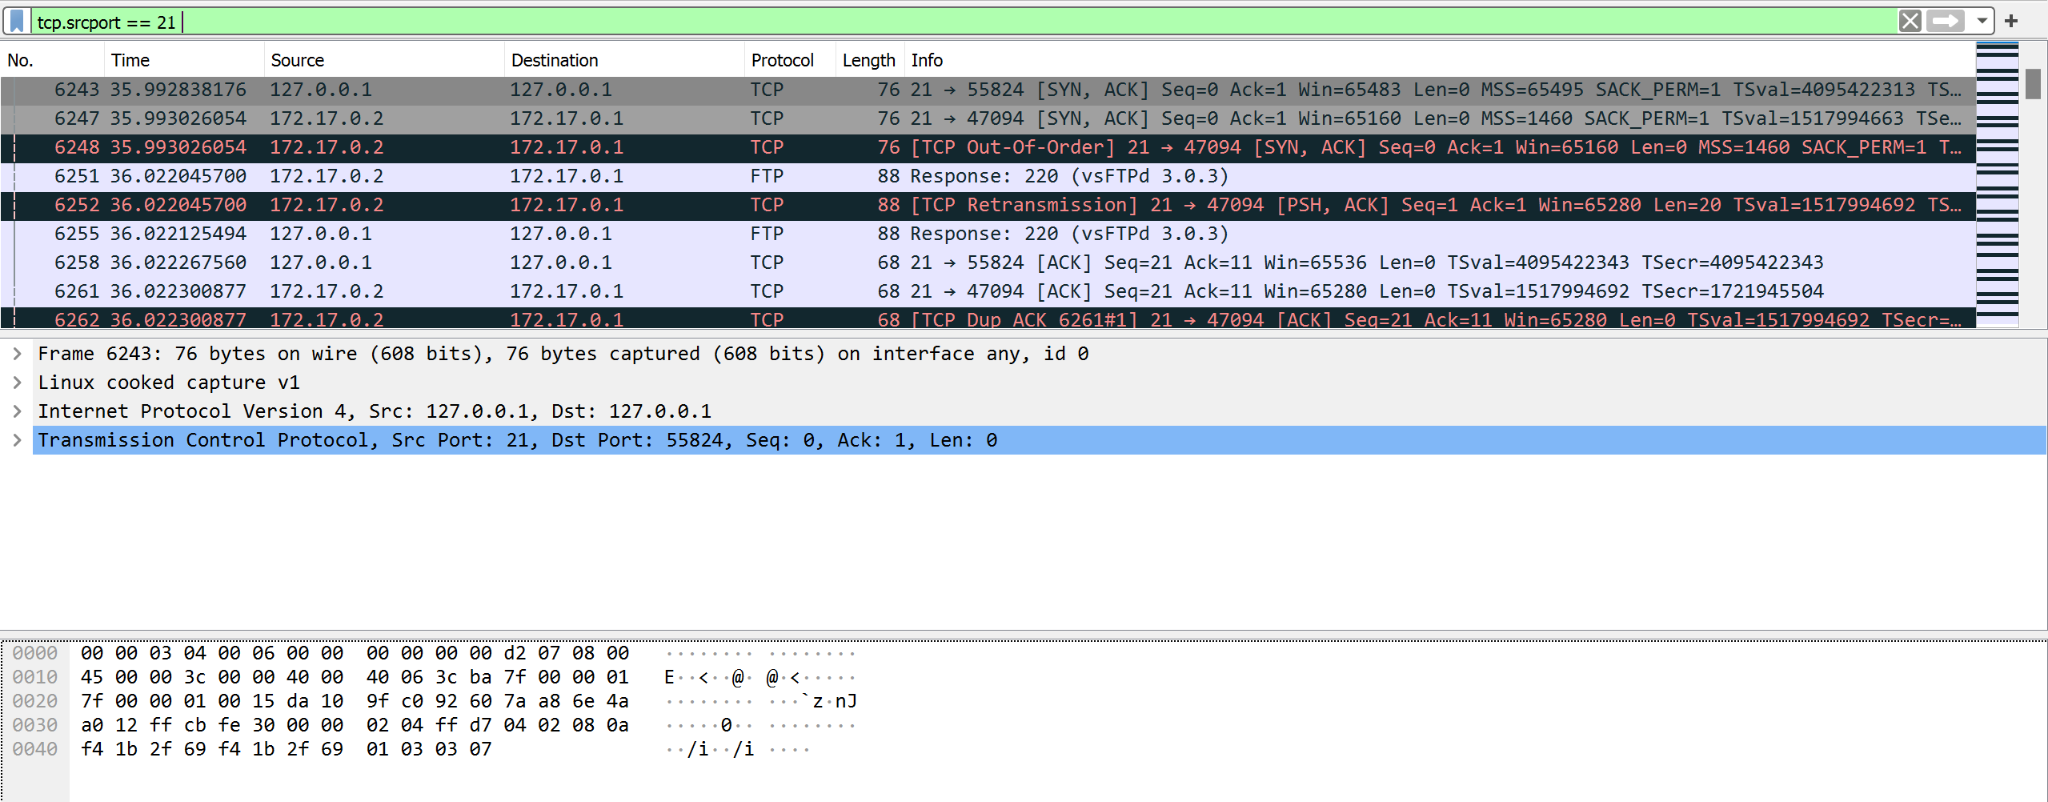 tcp.srcport == 21
No. Time Source Destination Protocol Length Info
6243 35.992838176 127.0.0.1 127.0.0.1 TCP 76 21 → 55824 [SYN, ACK] Seq=0 Ack=1 Win=65483 Len=0 MSS=65495 SACK_PERM=1 TSval=4095422313 TS…
6247 35.993026054 172.17.0.2 172.17.0.1 TCP 76 21 → 47094 [SYN, ACK] Seq=0 Ack=1 Win=65160 Len=0 MSS=1460 SACK_PERM=1 TSval=1517994663 TSe…
6248 35.993026054 172.17.0.2 172.17.0.1 TCP 76 [TCP Out-Of-Order] 21 → 47094 [SYN, ACK] Seq=0 Ack=1 Win=65160 Len=0 MSS=1460 SACK_PERM=1 T…
6251 36.022045700 172.17.0.2 172.17.0.1 FTP 88 Response: 220 (vsFTPd 3.0.3)
6252 36.022045700 172.17.0.2 172.17.0.1 TCP 88 [TCP Retransmission] 21 → 47094 [PSH, ACK] Seq=1 Ack=1 Win=65280 Len=20 TSval=1517994692 TS…
6255 36.022125494 127.0.0.1 127.0.0.1 FTP 88 Response: 220 (vsFTPd 3.0.3)
6258 36.022267560 127.0.0.1 127.0.0.1 TCP 68 21 → 55824 [ACK] Seq=21 Ack=11 Win=65536 Len=0 TSval=4095422343 TSecr=4095422343
6261 36.022300877 172.17.0.2 172.17.0.1 TCP 68 21 → 47094 [ACK] Seq=21 Ack=11 Win=65280 Len=0 TSval=1517994692 TSecr=1721945504
6262 36.022300877 172.17.0.2 172.17.0.1 TCP 68 [TCP Dup ACK 6261#1] 21 → 47094 [ACK] Seq=21 Ack=11 Win=65280 Len=0 TSval=1517994692 TSecr=…
Frame 6243: 76 bytes on wire (608 bits), 76 bytes captured (608 bits) on interface any, id 0
Linux cooked capture v1
Internet Protocol Version 4, Src: 127.0.0.1, Dst: 127.0.0.1
Transmission Control Protocol, Src Port: 21, Dst Port: 55824, Seq: 0, Ack: 1, Len: 0
0000 00 00 03 04 00 06 00 00 00 00 00 00 d2 07 08 00 ········ ········
0010 45 00 00 3c 00 00 40 00 40 06 3c ba 7f 00 00 01 E··<··@· @·<·····
0020 7f 00 00 01 00 15 da 10 9f c0 92 60 7a a8 6e 4a ········ ···`z·nJ
0030 a0 12 ff cb fe 30 00 00 02 04 ff d7 04 02 08 0a ·····0·· ········
0040 f4 1b 2f 69 f4 1b 2f 69 01 03 03 07 ··/i··/i ····